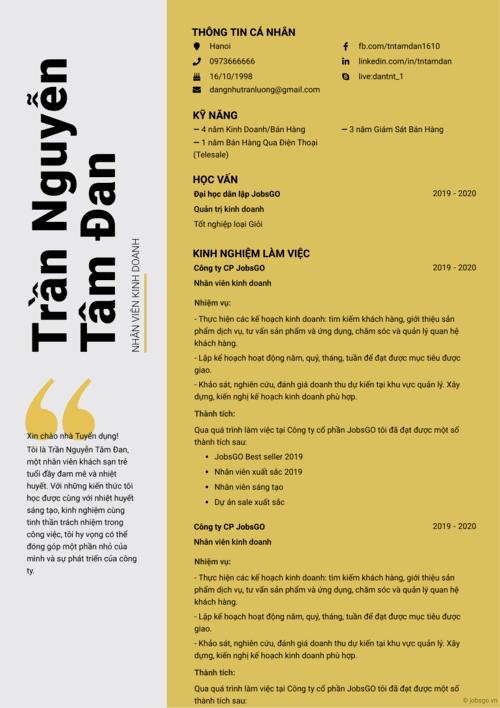 Trần Nguyễn
Tâm Đan
NHÂN VIÊN KINH DOANH
Xin chào nhà Tuyển dụng!
Tôi là Trần Nguyễn Tâm Đan,
một nhân viên khách sạn trẻ
tuổi đầy đam mê và nhiệt
huyết. Với những kiến thức tôi
học được cùng với nhiệt huyết
sáng tạo, kinh nghiệm cùng
tinh thần trách nhiệm trong
công việc, tôi hy vọng có thể
đóng góp một phần nhỏ của
mình và sự phát triển của công
ty.
THÔNG TIN CÁ NHÂN
Hanoi
fb.com/tntamdan1610
0973666666
linkedin.com/in/tntamdan
16/10/1998
live:dantnt_1
dangnhutranluong@gmail.com
KỸ NĂNG
– 4 năm Kinh Doanh/Bán Hàng
– 3 năm Giám Sát Bán Hàng
– 1 năm Bán Hàng Qua Điện Thoại
(Telesale)
HỌC VẤN
Đại học dân lập JobsGO
2019 - 2020
Quản trị kinh doanh
Tốt nghiệp loại Giỏi
KINH NGHIỆM LÀM VIỆC
Công ty CP JobsGO
2019 - 2020
Nhân viên kinh doanh
Nhiệm vụ:
- Thực hiện các kế hoạch kinh doanh: tìm kiếm khách hàng, giới thiệu sản
phẩm dịch vụ, tư vấn sản phẩm và ứng dụng, chăm sóc và quản lý quan hệ
khách hàng.
- Lập kế hoạch hoạt động năm, quý, tháng, tuần để đạt được mục tiêu được
giao.
- Khảo sát, nghiên cứu, đánh giá doanh thu dự kiến tại khu vực quản lý. Xây
dựng, kiến nghị kế hoạch kinh doanh phù hợp.
Thành tích:
Qua quá trình làm việc tại Công ty cổ phần JobsGO tôi đã đạt được một số
thành tích sau:
• JobsGO Best seller 2019
• Nhân viên xuất sắc 2019
• Nhân viên sáng tạo
• Dự án sale xuất sắc
Công ty CP JobsGO
2019 - 2020
Nhân viên kinh doanh
Nhiệm vụ:
- Thực hiện các kế hoạch kinh doanh: tìm kiếm khách hàng, giới thiệu sản
phẩm dịch vụ, tư vấn sản phẩm và ứng dụng, chăm sóc và quản lý quan hệ
khách hàng.
- Lập kế hoạch hoạt động năm, quý, tháng, tuần để đạt được mục tiêu được
giao.
- Khảo sát, nghiên cứu, đánh giá doanh thu dự kiến tại khu vực quản lý. Xây
dựng, kiến nghị kế hoạch kinh doanh phù hợp.
Thành tích:
Qua quá trình làm việc tại Công ty cổ phần JobsGO tôi đã đạt được một số
thành tích sau:
© jobsgo.vn